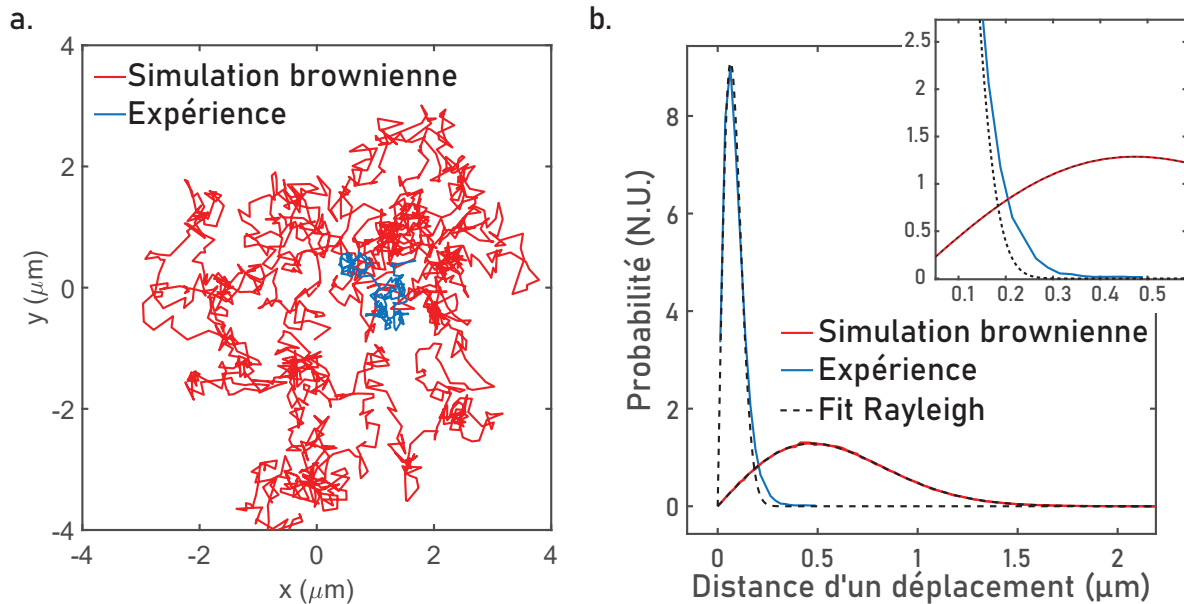 a.
4
2
0
-2
-4
y (μm)
Simulation brownienne
Expérience
-4
-2
0
2
4
x (μm)
b.
8
6
4
2
0
Probabilité (N.U.)
2.5
2
1.5
1
0.5
0
0.1
0.2
0.3
0.4
0.5
Simulation brownienne
Expérience
Fit Rayleigh
0
0.5
1
1.5
2
Distance d'un déplacement (µm)